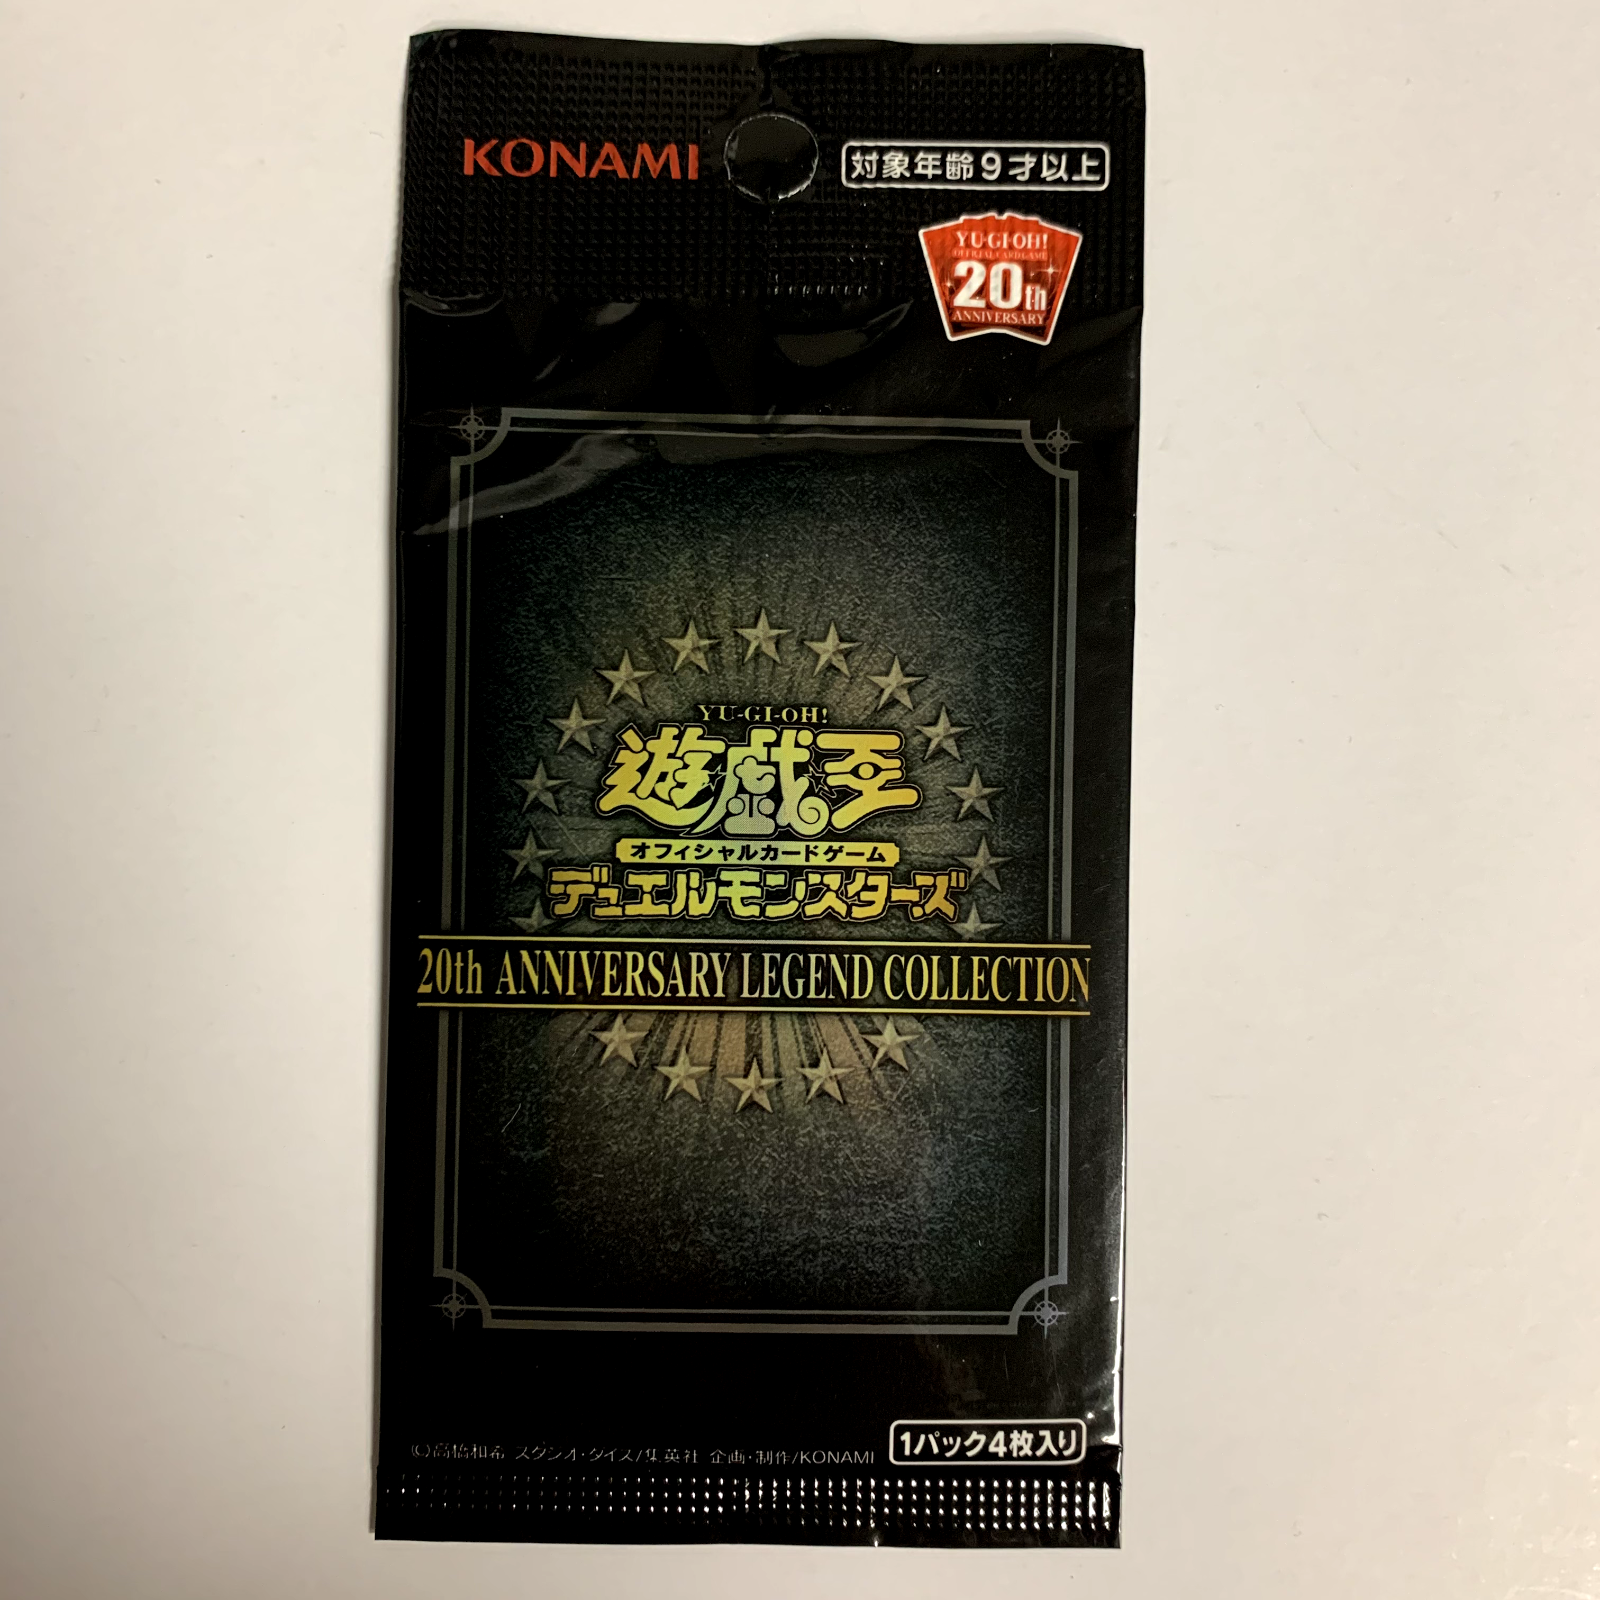 KONAMI
対象年齢9才以上
YU-GI-OH!
OFFICIAL CARD GAME
20th
ANNIVERSARY
YU-GI-OH!
遊戯王
オフィシャルカードゲーム
デュエルモンスターズ
20th ANNIVERSARY LEGEND COLLECTION
1パック4枚入り
©高橋和希 スタジオ・ダイス/集英社 企画・制作/KONAMI